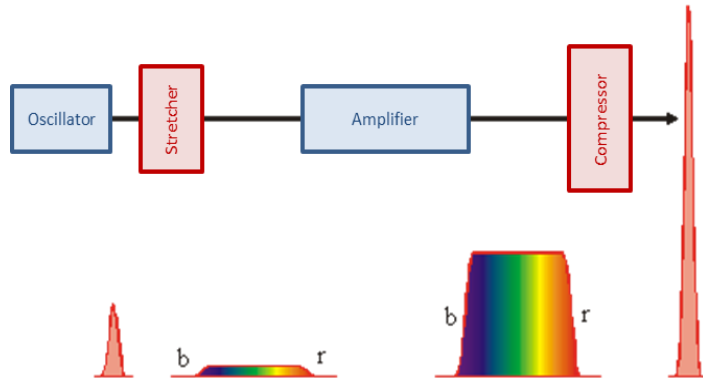 Oscillator
Stretcher
Amplifier
Compressor
b
r
b
r